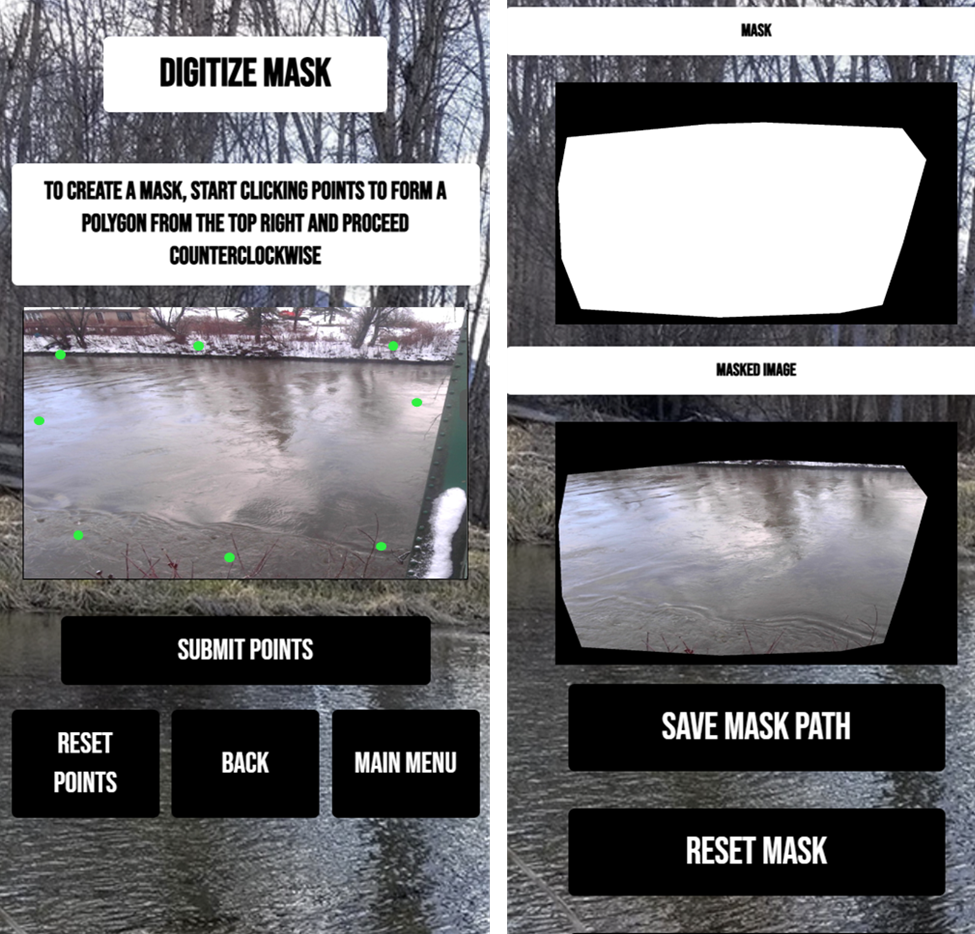 DIGITIZE MASK
TO CREATE A MASK, START CLICKING POINTS TO FORM A
POLYGON FROM THE TOP RIGHT AND PROCEED
COUNTERCLOCKWISE
SUBMIT POINTS
RESET
POINTS
BACK
MAIN MENU
MASK
MASKED IMAGE
SAVE MASK PATH
RESET MASK